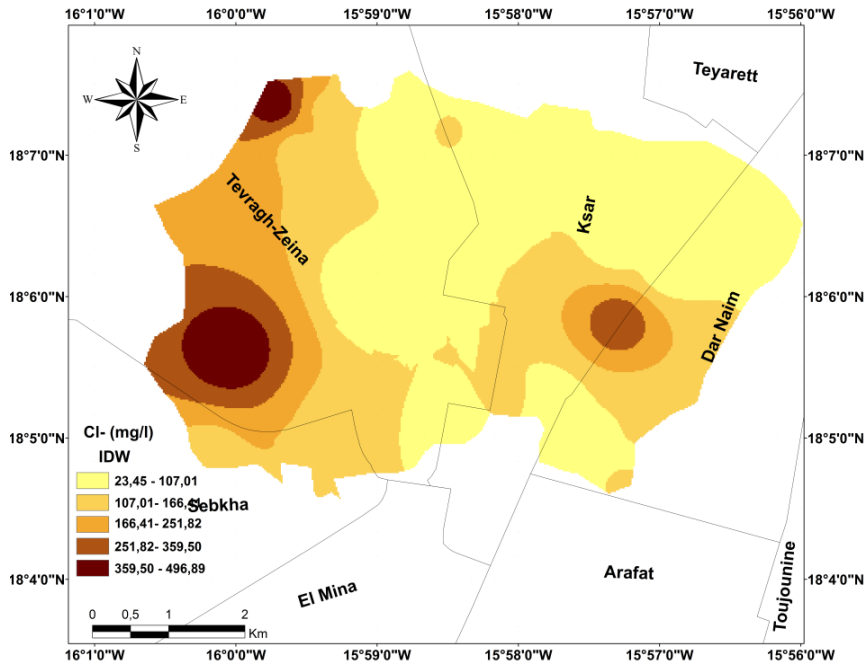 16°1'0"W 16°0'0"W 15°59'0"W 15°58'0"W 15°57'0"W 15°56'0"W
N
W E
S
Teyarett
18°7'0"N 18°7'0"N
Tevragh-Zeina
Ksar
18°6'0"N 18°6'0"N
Dar Naim
18°5'0"N 18°5'0"N
Cl- (mg/l)
IDW
23,45 - 107,01
107,01- 166,41
Sebkha
166,41- 251,82
251,82- 359,50
359,50 - 496,89
El Mina
Arafat
Toujounine
18°4'0"N 18°4'0"N
0 0,5 1 2
Km
16°1'0"W 16°0'0"W 15°59'0"W 15°58'0"W 15°57'0"W 15°56'0"W